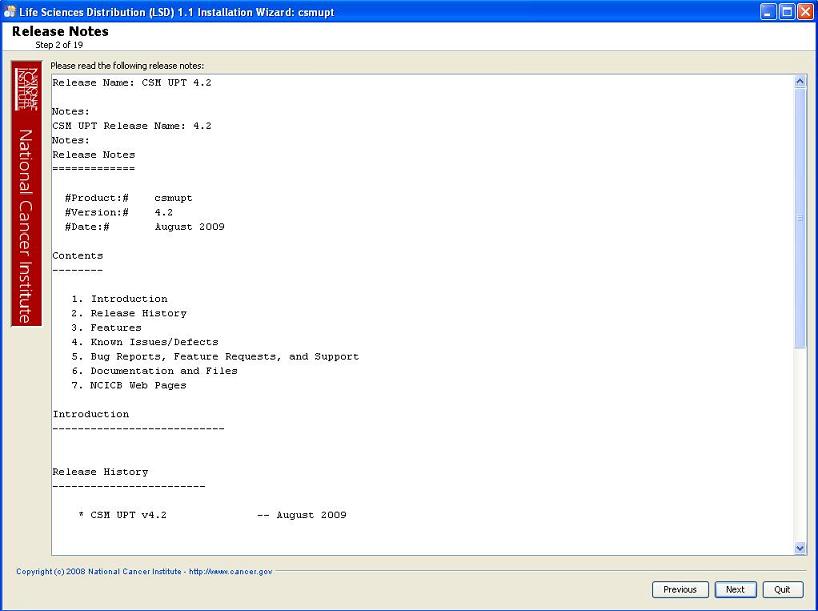 Life Sciences Distribution (LSD) 1.1 Installation Wizard: csmupt
Release Notes
Step 2 of 19
Please read the following release notes:
NATIONAL
CANCER
INSTITUTE
National Cancer Institute
Release Name: CSM UPT 4.2
Notes:
CSM UPT Release Name: 4.2
Notes:
Release Notes
=============
#Product:# csmupt
#Version:# 4.2
#Date:# August 2009
Contents
--------
1. Introduction
2. Release History
3. Features
4. Known Issues/Defects
5. Bug Reports, Feature Requests, and Support
6. Documentation and Files
7. NCICB Web Pages
Introduction
---------------------------
Release History
------------------------
* CSM UPT v4.2 -- August 2009
Copyright (c) 2008 National Cancer Institute - http://www.cancer.gov
Previous
Next
Quit